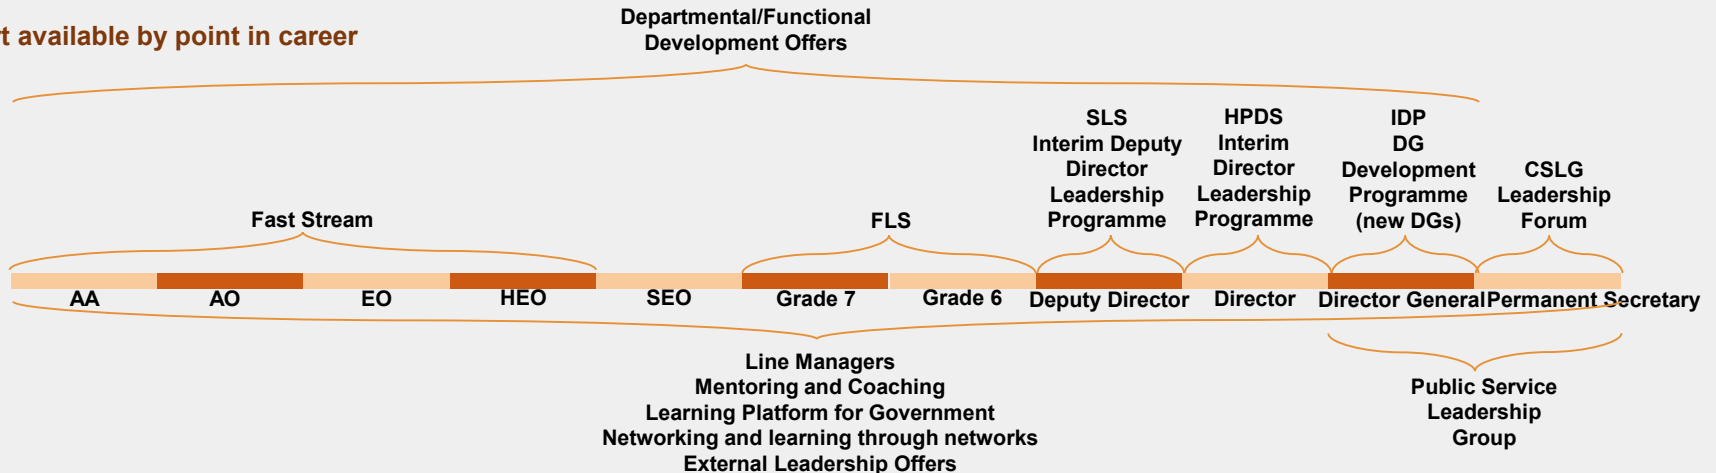 available by point in career
Departmental/Functional
Development Offers
SLS
Interim Deputy
Director
Leadership
Programme
HPDS
Interim
Director
Leadership
Programme
IDP
DG
Development
Programme
(new DGs)
CSLG
Leadership
Forum
Fast Stream
FLS
AA
AO
EO
HEO
SEO
Grade 7
Grade 6
Deputy Director
Director
Director General
Permanent Secretary
Line Managers
Mentoring and Coaching
Learning Platform for Government
Networking and learning through networks
External Leadership Offers
Public Service
Leadership
Group